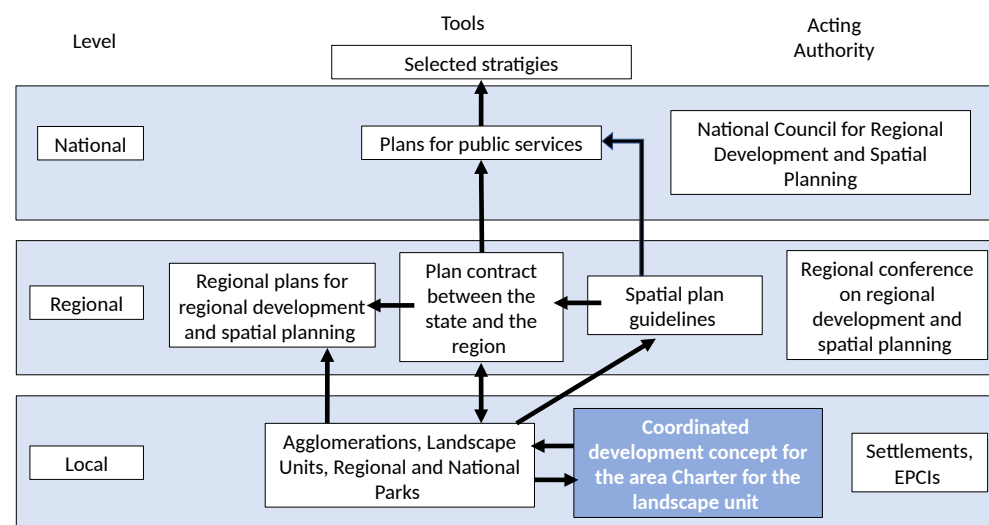 Level
Tools
Acting
Authority
Selected stratigies
National
Plans for public services
National Council for Regional
Development and Spatial
Planning
Regional
Regional plans for
regional development
and spatial planning
Plan contract
between the
state and the
region
Spatial plan
guidelines
Regional conference
on regional
development and
spatial planning
Local
Agglomerations, Landscape
Units, Regional and National
Parks
Coordinated
development concept for
the area Charter for the
landscape unit
Settlements,
EPCIs